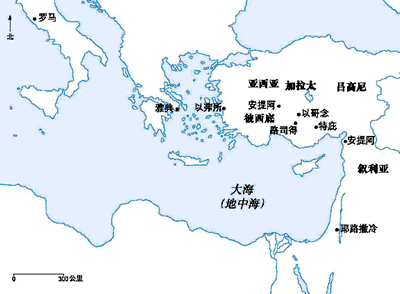 罗马
北
亚西亚
加拉太
吕高尼
安提阿
雅典
以弗所
以哥念
彼西底
路司得
特庇
安提阿
叙利亚
大海
(地中海)
耶路撒冷
0
300公里